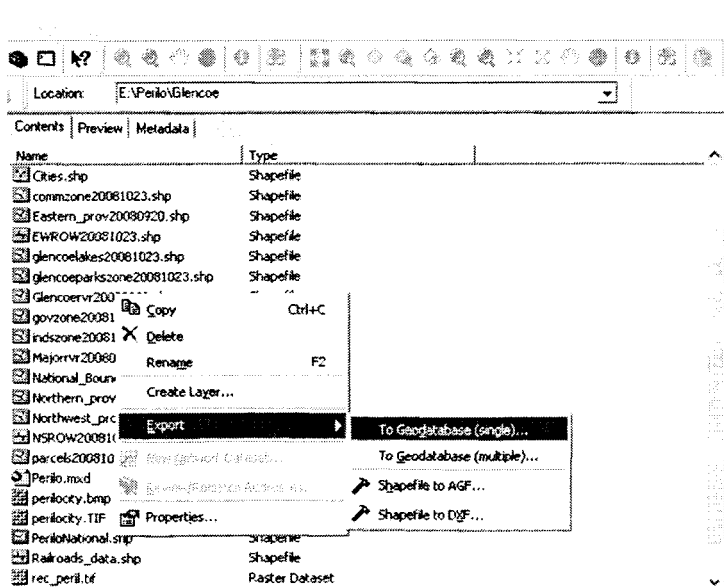 Location: E:\Perilo\Glencoe
Contents Preview Metadata
Name Type
Cities.shp Shapefile
commzone20081023.shp Shapefile
Eastern_prov20080920.shp Shapefile
EWROW20081023.shp Shapefile
glencoelakes20081023.shp Shapefile
glencoeparkszone20081023.shp Shapefile
Glencoervr200
govzone20081
indszone20081
Majorrvr20080
National_Boun
Northern_prov
Northwest_prc
NSROW200810
parcels200810
Perilo.mxd
perilocity.bmp
perilocity.TIF
PeriloNational.shp Shapefile
Railroads_data.shp Shapefile
rec_peril.tif Raster Dataset
Copy Ctrl+C
Delete
Rename F2
Create Layer...
Export
Properties...
To Geodatabase (single)...
To Geodatabase (multiple)...
Shapefile to AGF...
Shapefile to DXF...